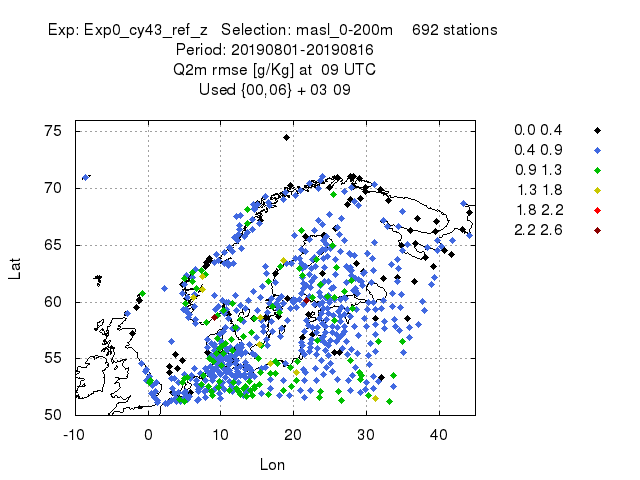 Exp: Exp0_cy43_ref_z   Selection: masl_0-200m    692 stations
Period: 20190801-20190816
Q2m rmse [g/Kg] at  09 UTC
Used {00,06} + 03 09
0.0 0.4
0.4 0.9
0.9 1.3
1.3 1.8
1.8 2.2
2.2 2.6
75
70
65
60
55
50
Lat
-10 0 10 20 30 40
Lon